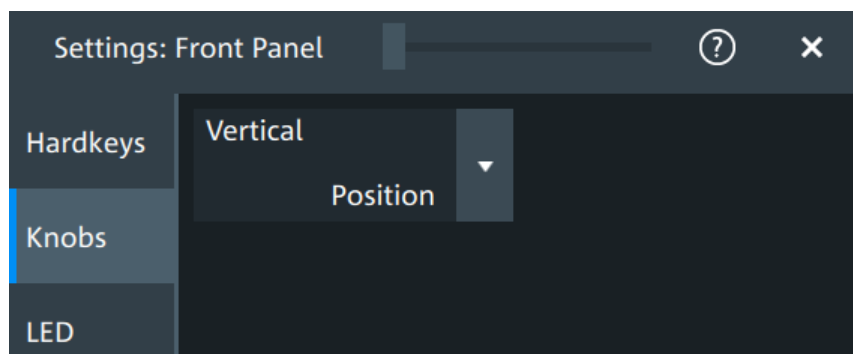 Settings: Front Panel
Hardkeys
Vertical
Position
Knobs
LED